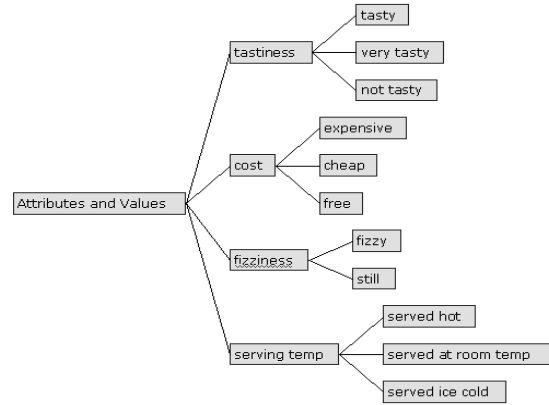 Attributes and Values
tastiness
tasty
very tasty
not tasty
cost
expensive
cheap
free
fizziness
fizzy
still
serving temp
served hot
served at room temp
served ice cold